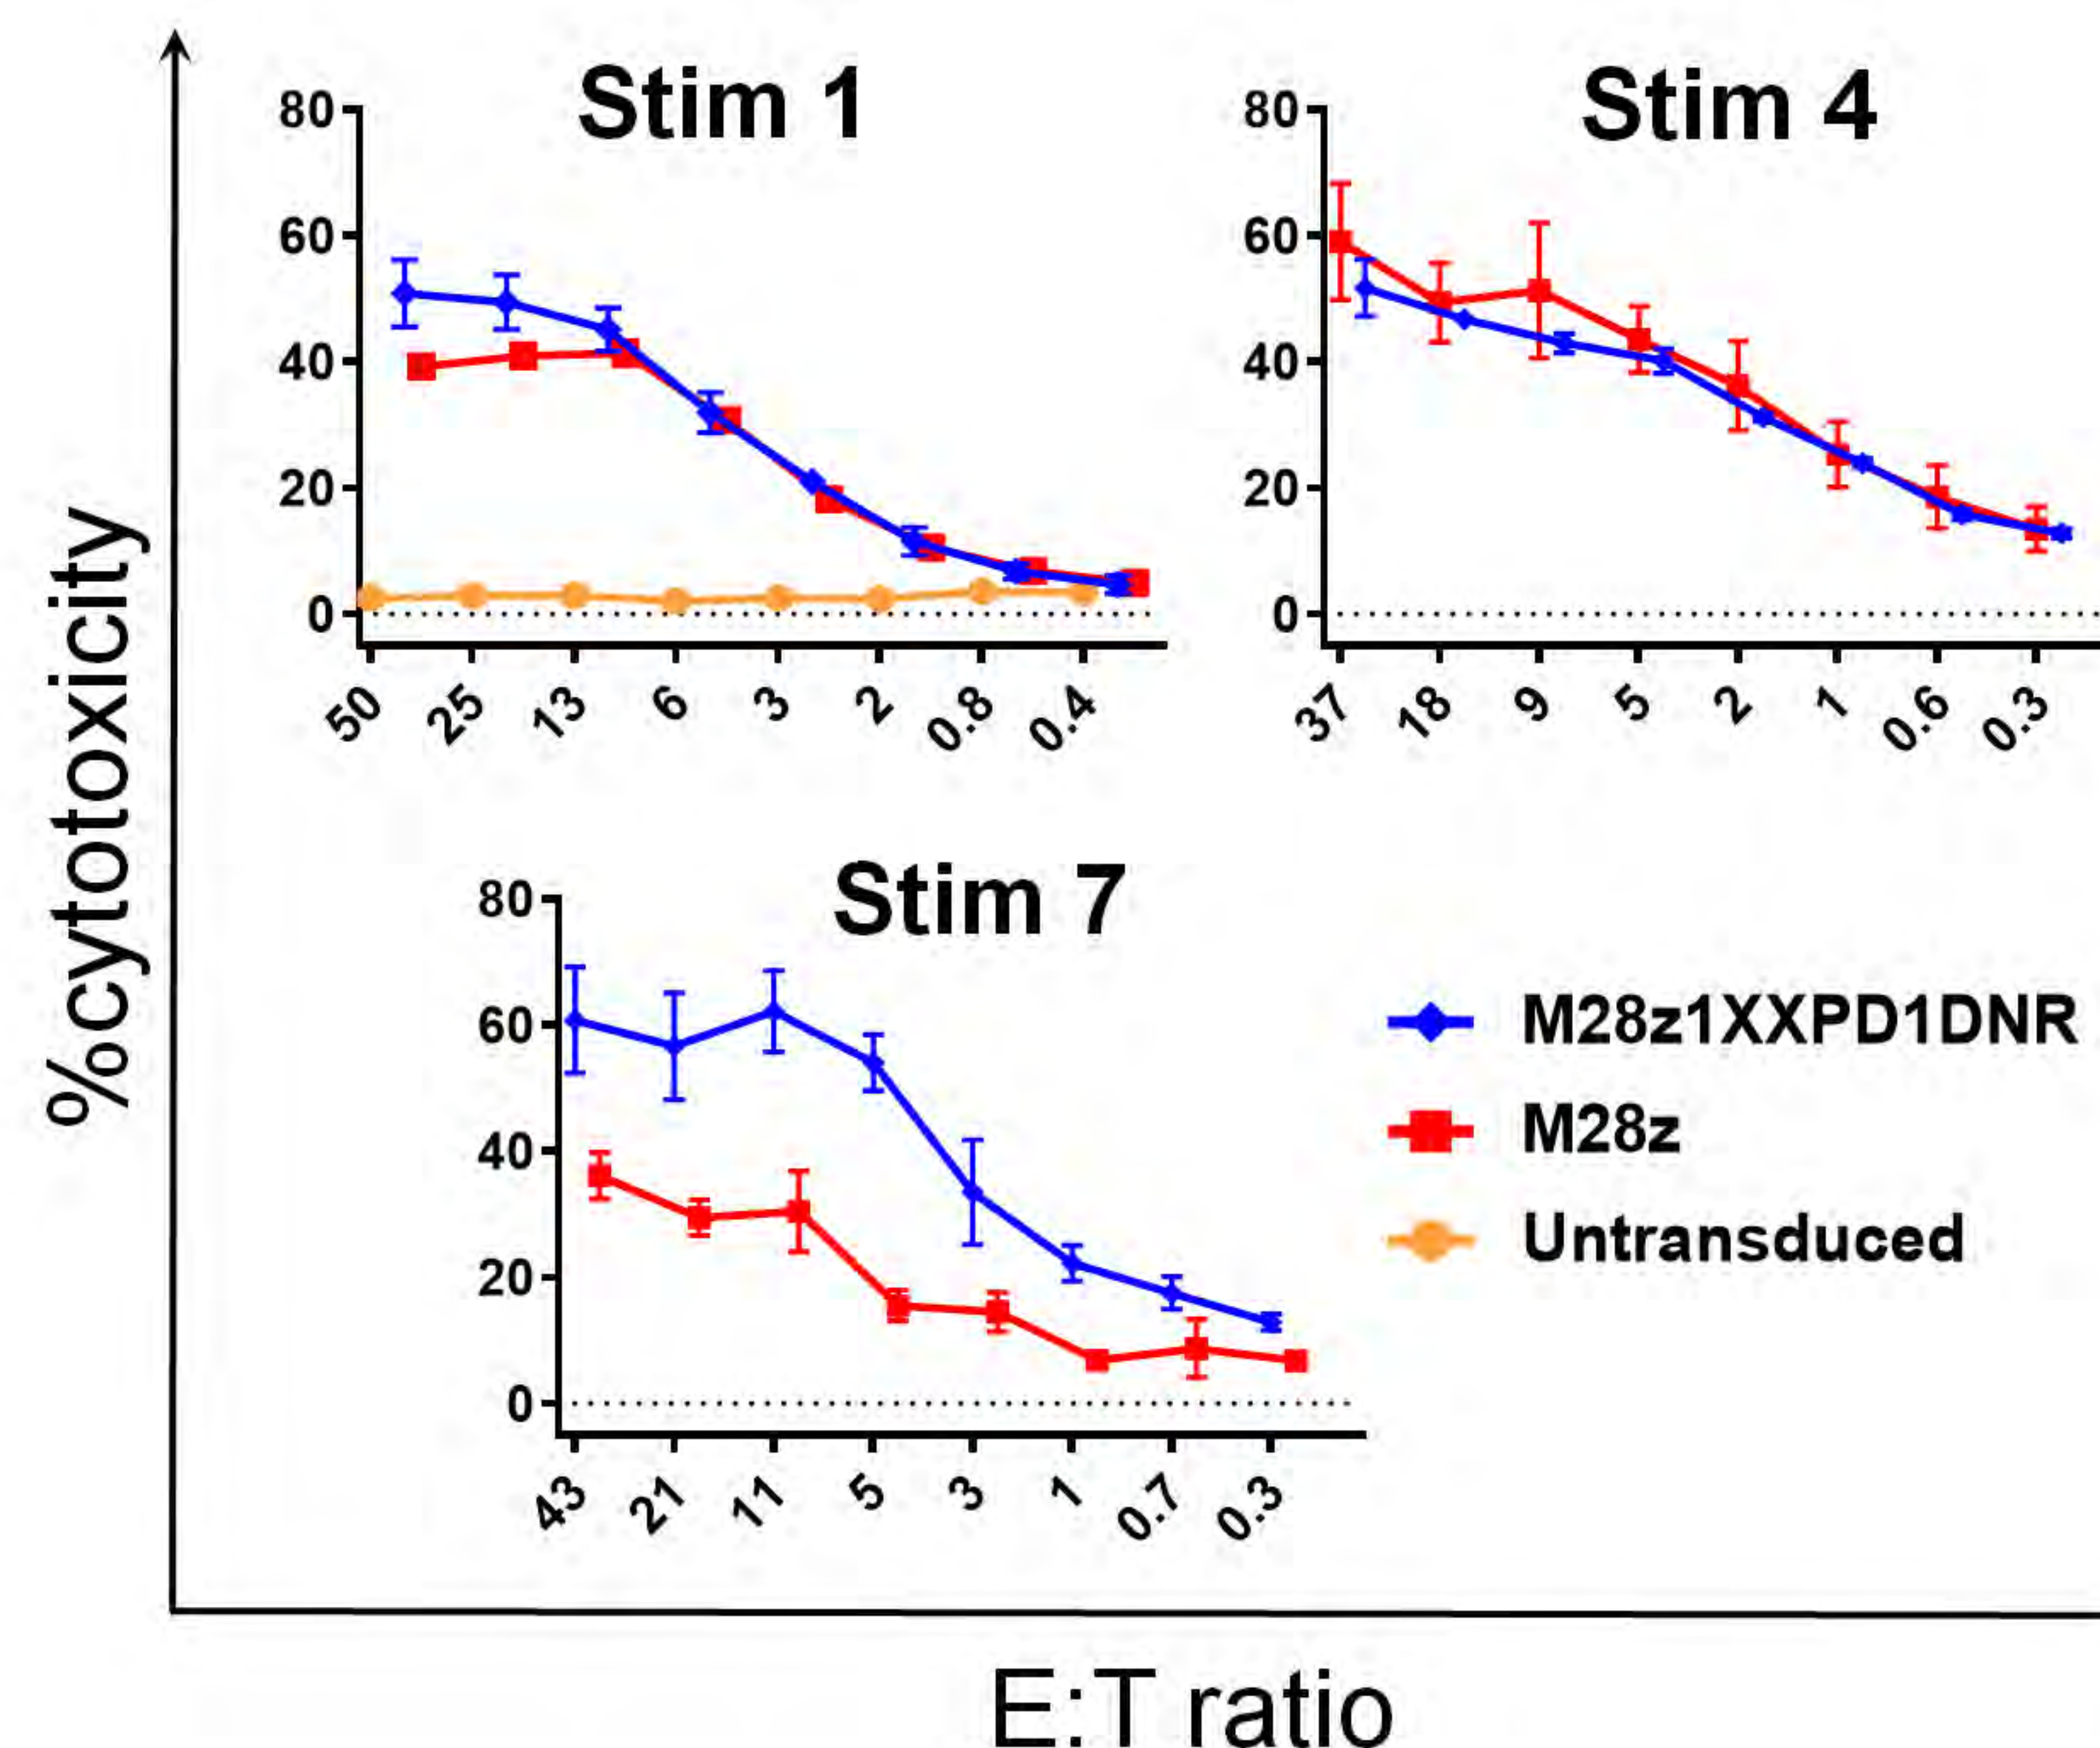 %cytotoxicity
Stim 1
80
60
40
20
0
50 25 13 6 3 2 0.8 0.4
Stim 4
80
60
40
20
0
37 18 9 5 2 1 0.6 0.3
Stim 7
80
60
40
20
0
43 21 11 5 3 1 0.7 0.3
M28z1XXPD1DNR
M28z
Untransduced
E:T ratio